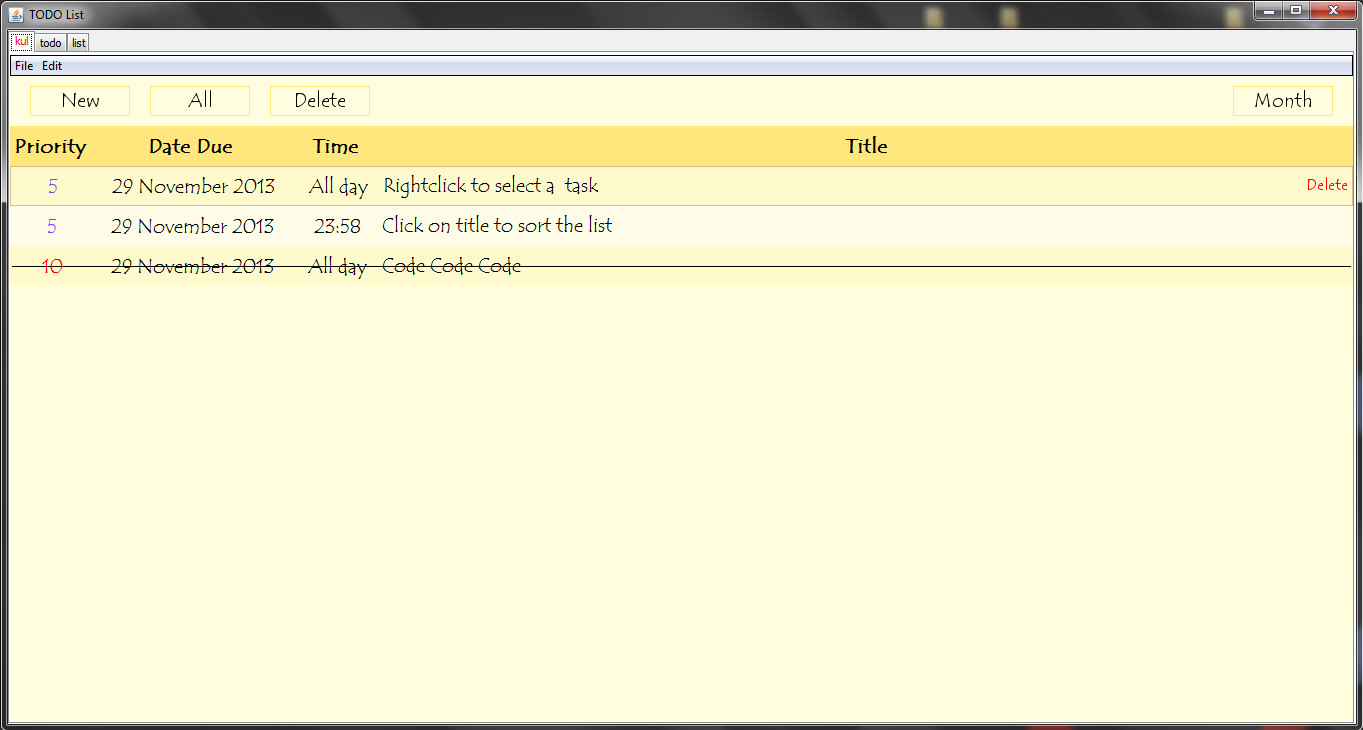 TODO List
kul todo list
File Edit
New All Delete Month
Priority Date Due Time Title
5 29 November 2013 All day Rightclick to select a  task Delete
5 29 November 2013 23:58 Click on title to sort the list
10 29 November 2013 All day Code Code Code